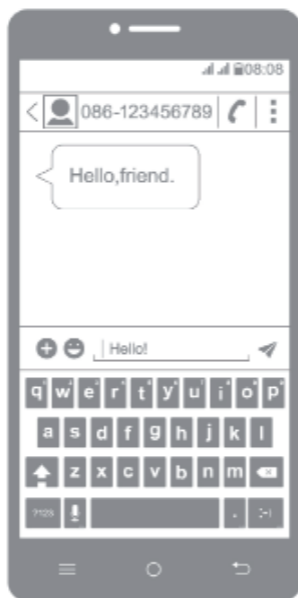 08:08
086-123456789
Hello,friend.
Hello!
q w e r t y u i o p
a s d f g h j k l
z x c v b n m
?123 . :-)